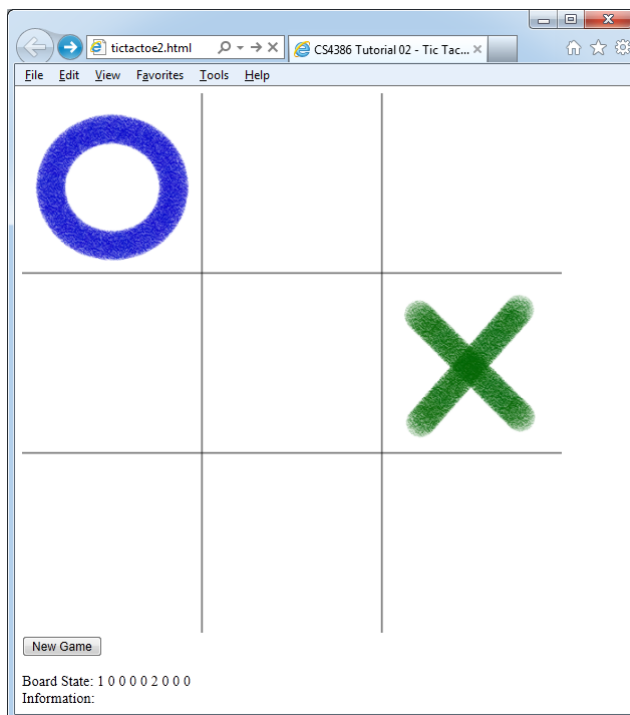 tictactoe2.html
CS4386 Tutorial 02 - Tic Tac...
File Edit View Favorites Tools Help
New Game
Board State: 1 0 0 0 0 2 0 0 0
Information: